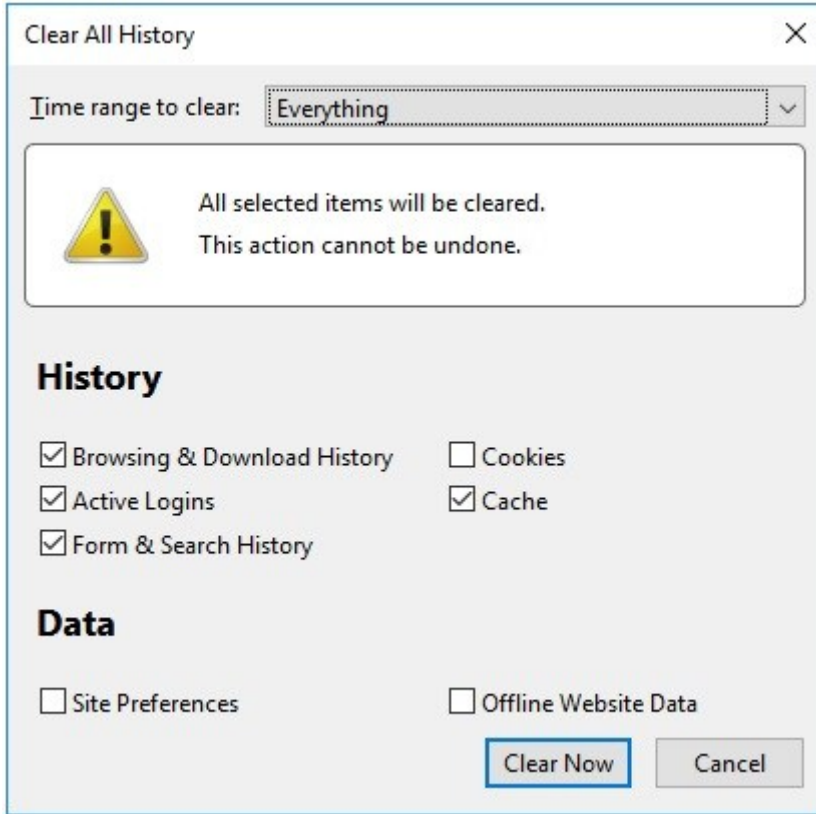 Clear All History
Time range to clear: Everything
All selected items will be cleared.
This action cannot be undone.
History
Browsing & Download History Cookies
Active Logins Cache
Form & Search History
Data
Site Preferences Offline Website Data
Clear Now Cancel